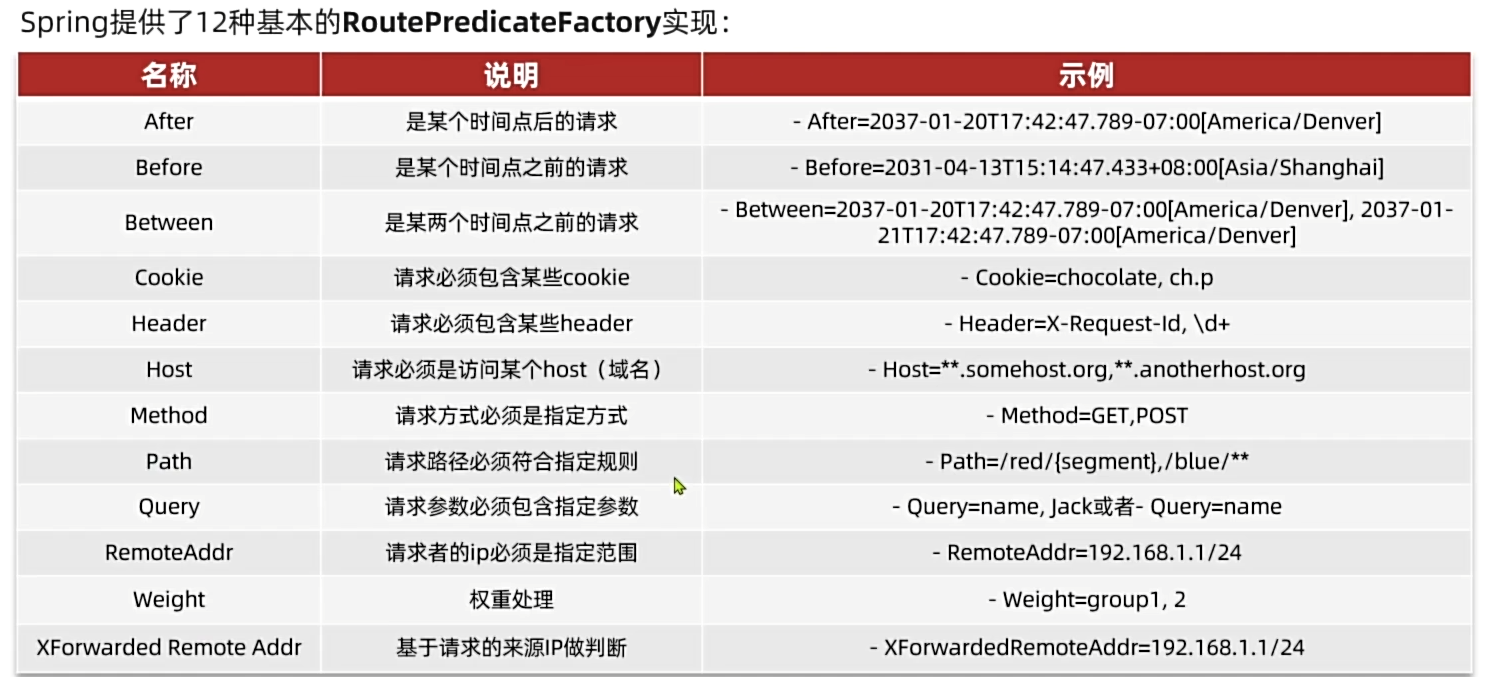 Spring提供了12种基本的RoutePredicateFactory实现：
名称 说明 示例
After 是某个时间点后的请求 - After=2037-01-20T17:42:47.789-07:00[America/Denver]
Before 是某个时间点之前的请求 - Before=2031-04-13T15:14:47.433+08:00[Asia/Shanghai]
Between 是某两个时间点之前的请求 - Between=2037-01-20T17:42:47.789-07:00[America/Denver], 2037-01-
21T17:42:47.789-07:00[America/Denver]
Cookie 请求必须包含某些cookie - Cookie=chocolate, ch.p
Header 请求必须包含某些header - Header=X-Request-Id, \d+
Host 请求必须是访问某个host（域名） - Host=**.somehost.org,**.anotherhost.org
Method 请求方式必须是指定方式 - Method=GET,POST
Path 请求路径必须符合指定规则 - Path=/red/{segment},/blue/**
Query 请求参数必须包含指定参数 - Query=name, Jack或者- Query=name
RemoteAddr 请求者的ip必须是指定范围 - RemoteAddr=192.168.1.1/24
Weight 权重处理 - Weight=group1, 2
XForwarded Remote Addr 基于请求的来源IP做判断 - XForwardedRemoteAddr=192.168.1.1/24